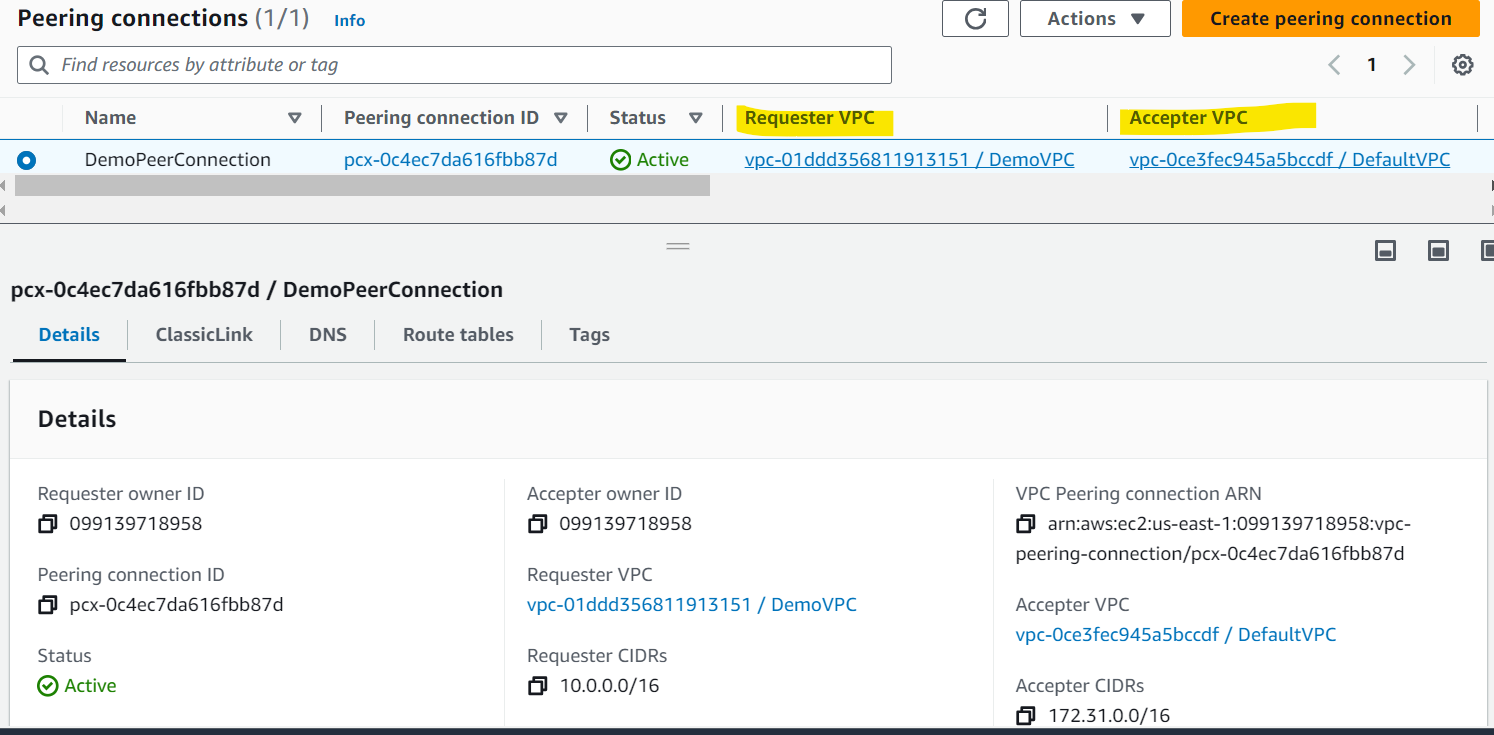 Peering connections (1/1) Info
Actions ▼ Create peering connection
Find resources by attribute or tag
1
Name Peering connection ID Status Requester VPC Accepter VPC
DemoPeerConnection pcx-0c4ec7da616fbb87d Active vpc-01ddd356811913151 / DemoVPC vpc-0ce3fec945a5bccdf / DefaultVPC
pcx-0c4ec7da616fbb87d / DemoPeerConnection
Details ClassicLink DNS Route tables Tags
Details
Requester owner ID
099139718958
Peering connection ID
pcx-0c4ec7da616fbb87d
Status
Active
Accepter owner ID
099139718958
Requester VPC
vpc-01ddd356811913151 / DemoVPC
Requester CIDRs
10.0.0.0/16
VPC Peering connection ARN
arn:aws:ec2:us-east-1:099139718958:vpc-
peering-connection/pcx-0c4ec7da616fbb87d
Accepter VPC
vpc-0ce3fec945a5bccdf / DefaultVPC
Accepter CIDRs
172.31.0.0/16